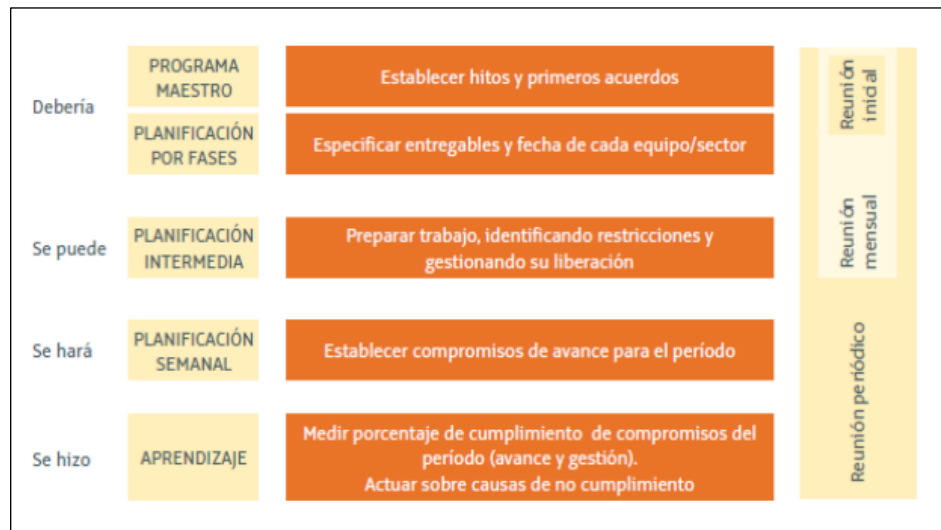 Debería
PROGRAMA
MAESTRO
Establecer hitos y primeros acuerdos
PLANIFICACIÓN
POR FASES
Especificar entregables y fecha de cada equipo/sector
Se puede
PLANIFICACIÓN
INTERMEDIA
Preparar trabajo, identificando restricciones y
gestionando su liberación
Se hará
PLANIFICACIÓN
SEMANAL
Establecer compromisos de avance para el período
Se hizo
APRENDIZAJE
Medir porcentaje de cumplimiento de compromisos del
período (avance y gestión).
Actuar sobre causas de no cumplimiento
Reunión
inicial
Reunión
mensual
Reunión periódico